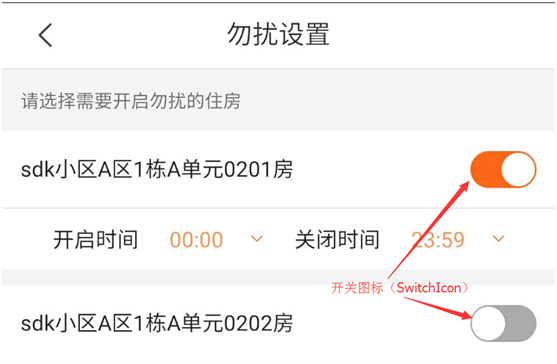 勿扰设置
请选择需要开启勿扰的住房
sdk小区A区1栋A单元0201房
开启时间 00:00 关闭时间 23:59
开关图标（SwitchIcon）
sdk小区A区1栋A单元0202房